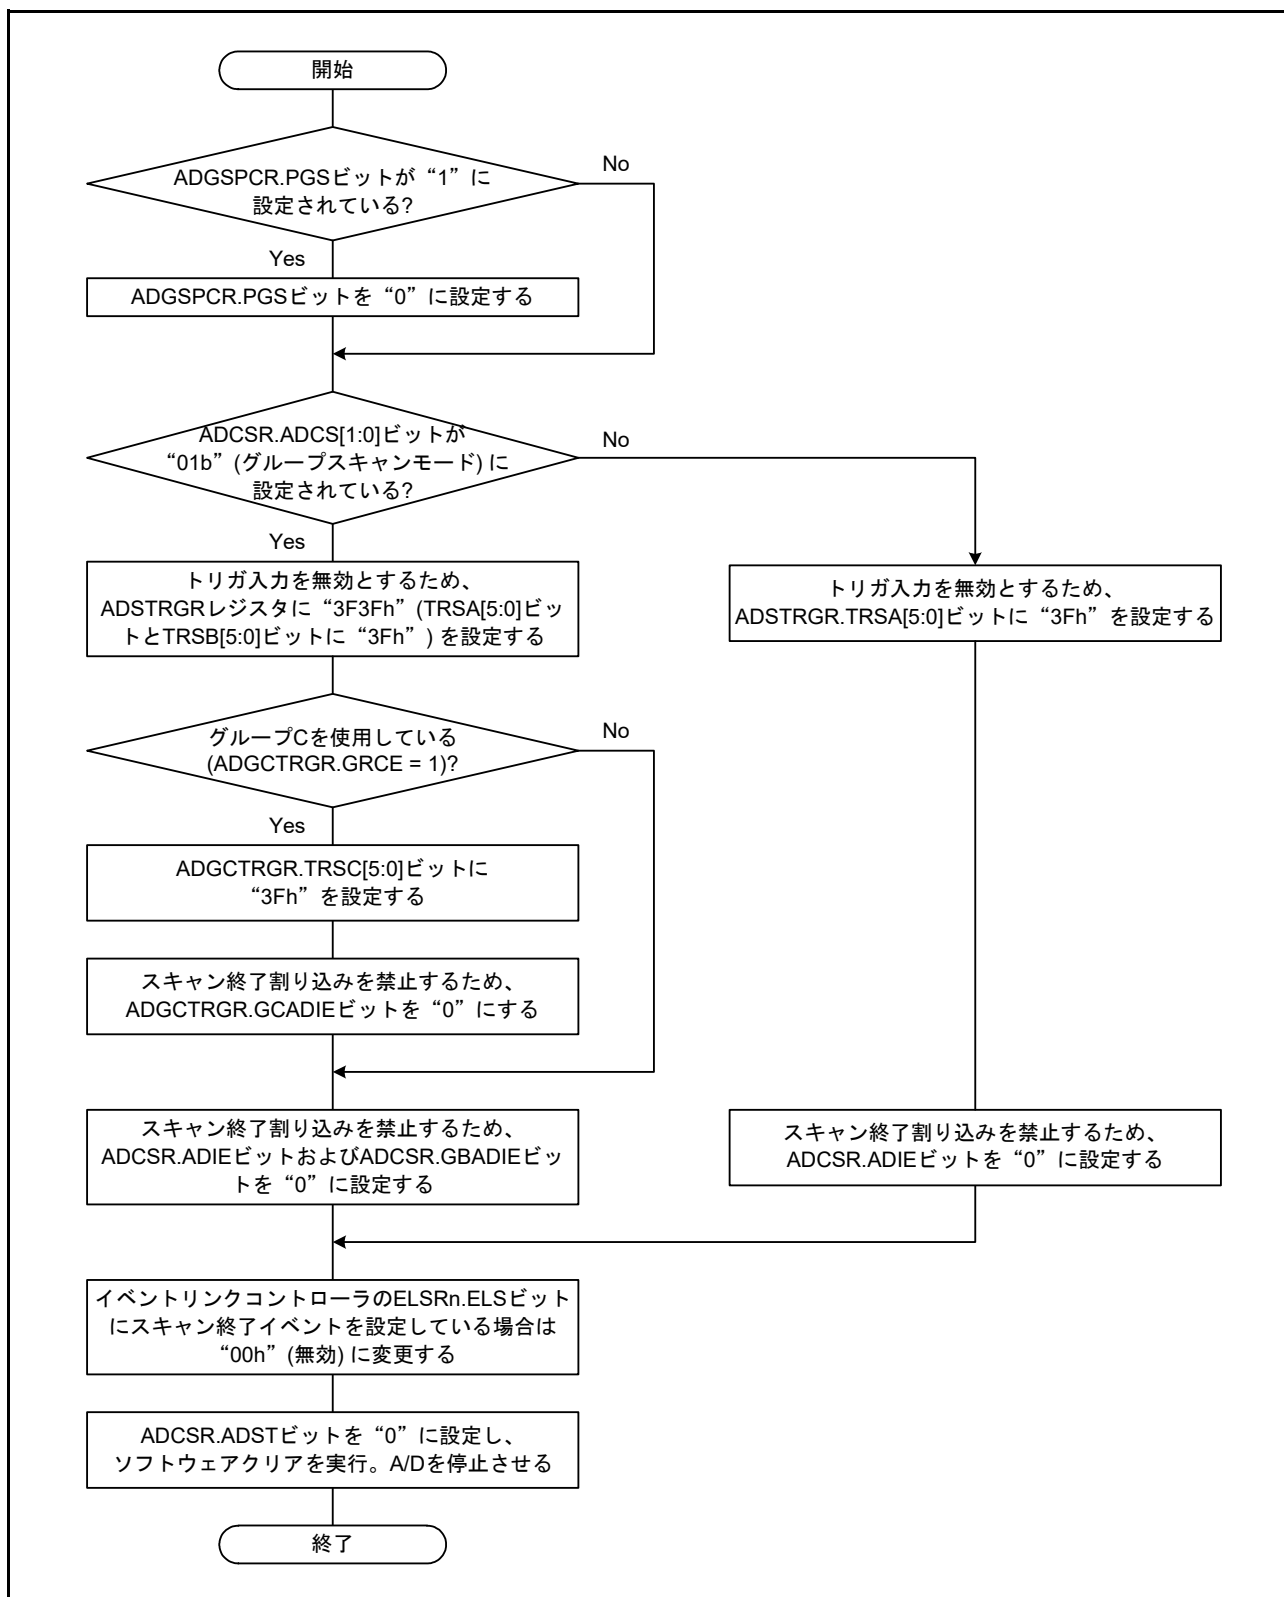 開始
ADGSPCR.PGSビットが“1”に
設定されている?
No
Yes
ADGSPCR.PGSビットを“0”に設定する
ADCSR.ADCS[1:0]ビットが
“01b”(グループスキャンモード) に
設定されている?
No
Yes
トリガ入力を無効とするため、
ADSTRGRレジスタに“3F3Fh”(TRSA[5:0]ビッ
トとTRSB[5:0]ビットに“3Fh”) を設定する
トリガ入力を無効とするため、
ADSTRGR.TRSA[5:0]ビットに“3Fh”を設定する
グループCを使用している
(ADGCTRGR.GRCE = 1)?
No
Yes
ADGCTRGR.TRSC[5:0]ビットに
“3Fh”を設定する
スキャン終了割り込みを禁止するため、
ADGCTRGR.GCADIEビットを“0”にする
スキャン終了割り込みを禁止するため、
ADCSR.ADIEビットおよびADCSR.GBADIEビッ
トを“0”に設定する
スキャン終了割り込みを禁止するため、
ADCSR.ADIEビットを“0”に設定する
イベントリンクコントローラのELSRn.ELSビット
にスキャン終了イベントを設定している場合は
“00h”(無効) に変更する
ADCSR.ADSTビットを“0”に設定し、
ソフトウェアクリアを実行。A/Dを停止させる
終了